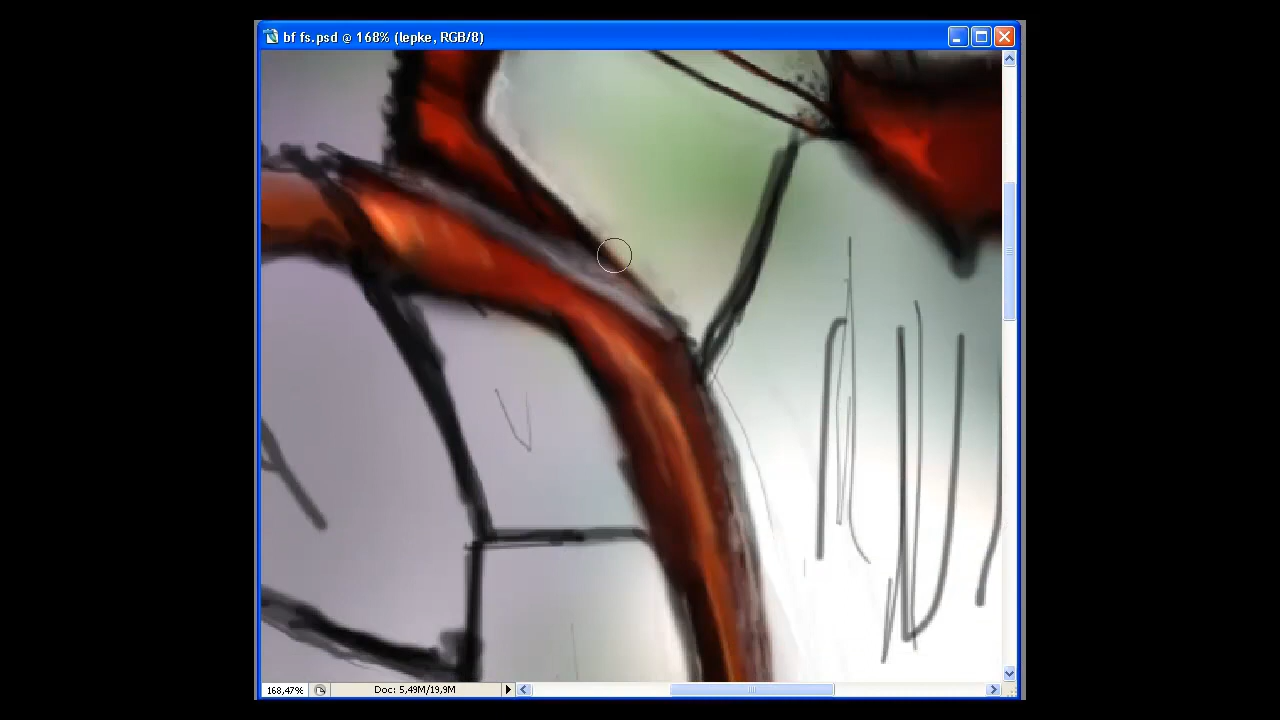 bf fs.psd @ 168% (lepke, RGB/8)
168,47% Doc: 5,49M/19,9M